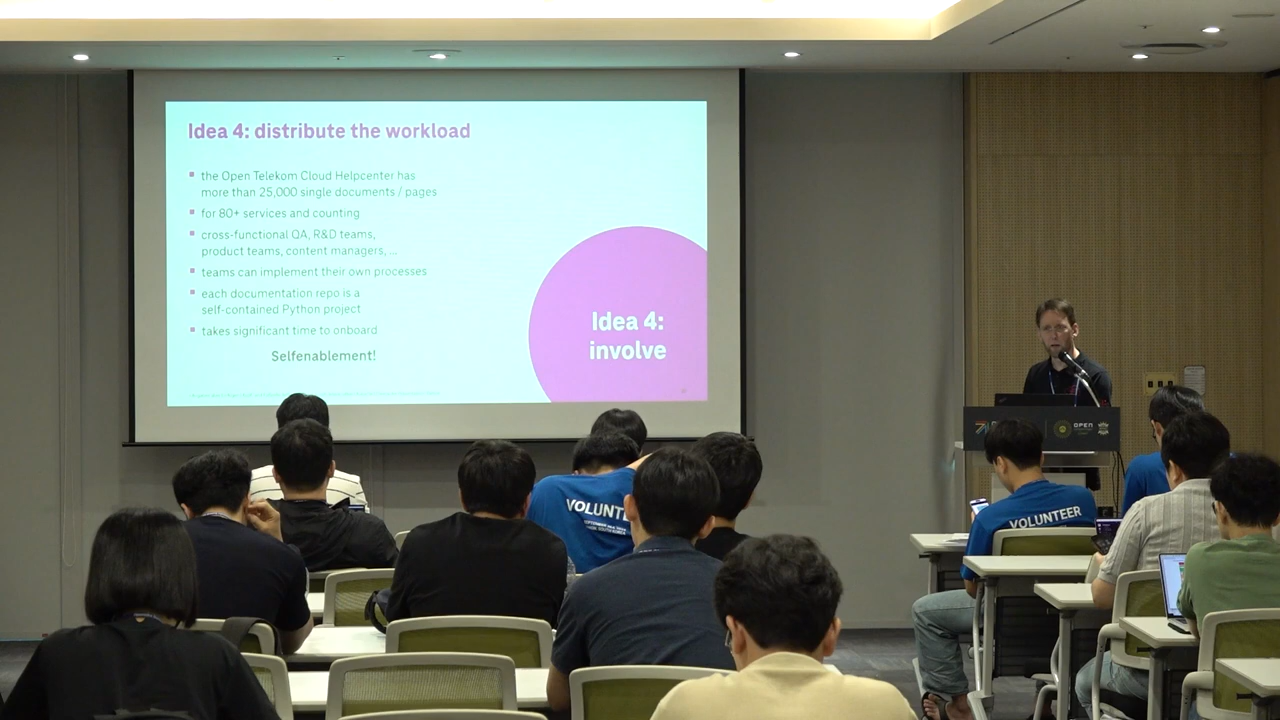 Idea 4: distribute the workload
the Open Telekom Cloud Helpcenter has
more than 25,000 single documents / pages
for 80+ services and counting
cross-functional QA, R&D teams,
product teams, content managers, ...
teams can implement their own processes
each documentation repo is a
self-contained Python project
takes significant time to onboard
Selfenablement!
Idea 4:
involve
OPEN
VOLUNTE
VOLUNTEER